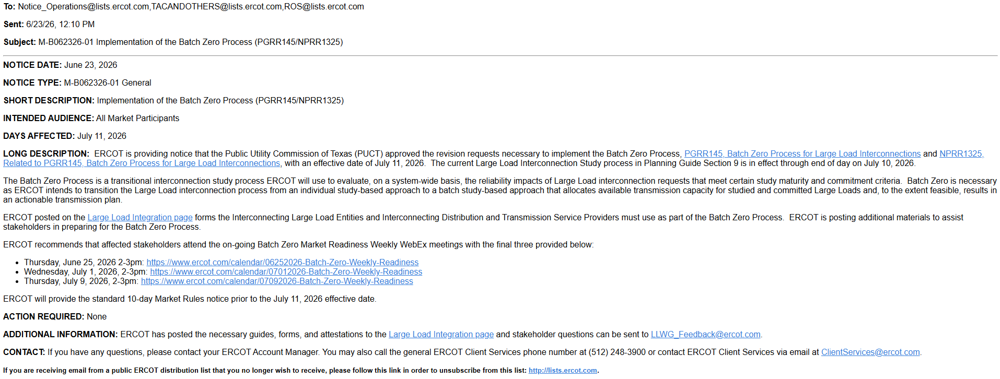 To: Notice_Operations@lists.ercot.com,TACANDOTHERS@lists.ercot.com,ROS@lists.ercot.com
Sent: 6/23/26, 12:10 PM
Subject: M-B062326-01 Implementation of the Batch Zero Process (PGRR145/NPRR1325)
NOTICE DATE: June 23, 2026
NOTICE TYPE: M-B062326-01 General
SHORT DESCRIPTION: Implementation of the Batch Zero Process (PGRR145/NPRR1325)
INTENDED AUDIENCE: All Market Participants
DAYS AFFECTED: July 11, 2026
LONG DESCRIPTION:  ERCOT is providing notice that the Public Utility Commission of Texas (PUCT) approved the revision requests necessary to implement the Batch Zero Process, PGRR145, Batch Zero Process for Large Load Interconnections and NPRR1325,
Related to PGRR145, Batch Zero Process for Large Load Interconnections, with an effective date of July 11, 2026.  The current Large Load Interconnection Study process in Planning Guide Section 9 is in effect through end of day on July 10, 2026.
The Batch Zero Process is a transitional interconnection study process ERCOT will use to evaluate, on a system-wide basis, the reliability impacts of Large Load interconnection requests that meet certain study maturity and commitment criteria.  Batch Zero is necessary
as ERCOT intends to transition the Large Load interconnection process from an individual study-based approach to a batch study-based approach that allocates available transmission capacity for studied and committed Large Loads and, to the extent feasible, results in
an actionable transmission plan.
ERCOT posted on the Large Load Integration page forms the Interconnecting Large Load Entities and Interconnecting Distribution and Transmission Service Providers must use as part of the Batch Zero Process.  ERCOT is posting additional materials to assist
stakeholders in preparing for the Batch Zero Process.
ERCOT recommends that affected stakeholders attend the on-going Batch Zero Market Readiness Weekly WebEx meetings with the final three provided below:
• Thursday, June 25, 2026 2-3pm: https://www.ercot.com/calendar/06252026-Batch-Zero-Weekly-Readiness
• Wednesday, July 1, 2026, 2-3pm: https://www.ercot.com/calendar/07012026-Batch-Zero-Weekly-Readiness
• Thursday, July 9, 2026, 2-3pm: https://www.ercot.com/calendar/07092026-Batch-Zero-Weekly-Readiness
ERCOT will provide the standard 10-day Market Rules notice prior to the July 11, 2026 effective date.
ACTION REQUIRED: None
ADDITIONAL INFORMATION: ERCOT has posted the necessary guides, forms, and attestations to the Large Load Integration page and stakeholder questions can be sent to LLWG_Feedback@ercot.com.
CONTACT: If you have any questions, please contact your ERCOT Account Manager. You may also call the general ERCOT Client Services phone number at (512) 248-3900 or contact ERCOT Client Services via email at ClientServices@ercot.com.
If you are receiving email from a public ERCOT distribution list that you no longer wish to receive, please follow this link in order to unsubscribe from this list: http://lists.ercot.com.